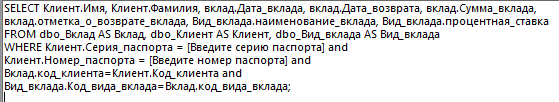 SELECT Клиент.Имя, Клиент.Фамилия, вклад.Дата_вклада, вклад.Дата_возврата, вклад.Сумма_вклада,
вклад.отметка_о_возврате_вклада, Вид_вклада.наименование_вклада, Вид_вклада.процентная_ставка
FROM dbo_Вклад AS Вклад, dbo_Клиент AS Клиент, dbo_Вид_вклада AS Вид_вклада
WHERE Клиент.Серия_паспорта = [Введите серию паспорта] and
Клиент.Номер_паспорта = [Введите номер паспорта] and
Вклад.код_клиента=Клиент.Код_клиента and
Вид_вклада.Код_вида_вклада=Вклад.код_вида_вклада;